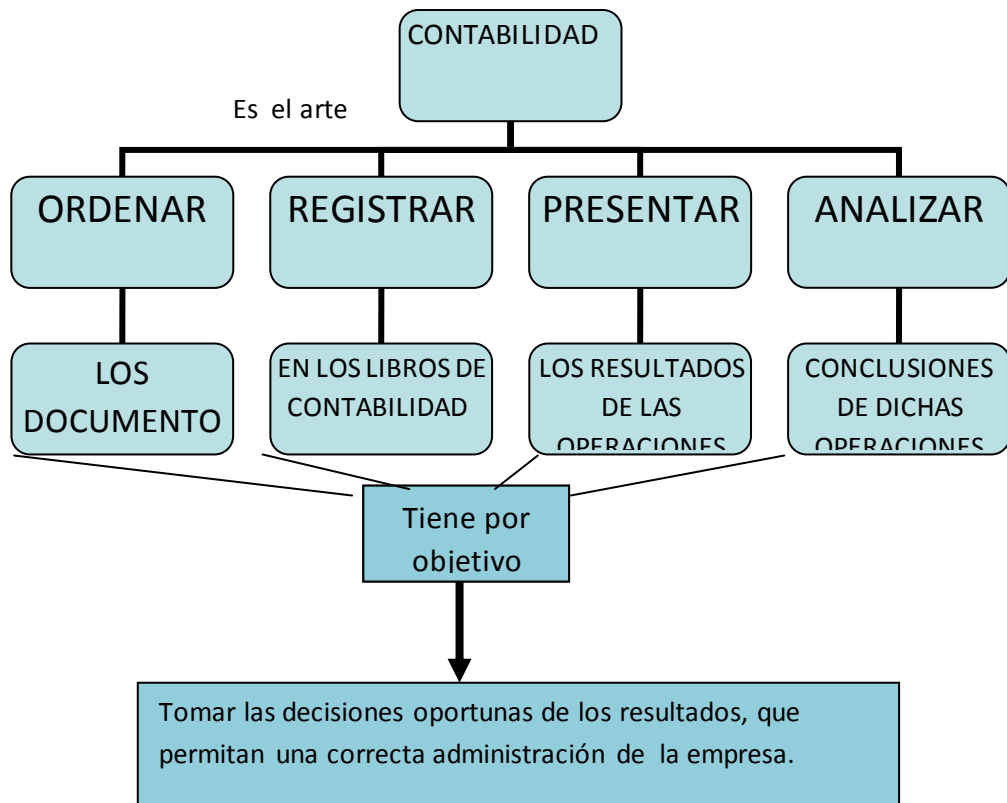 CONTABILIDAD
Es el arte
ORDENAR
REGISTRAR
PRESENTAR
ANALIZAR
LOS
DOCUMENTO
EN LOS LIBROS DE
CONTABILIDAD
LOS RESULTADOS
DE LAS
OPERACIONES
CONCLUSIONES
DE DICHAS
OPERACIONES
Tiene por
objetivo
Tomar las decisiones oportunas de los resultados, que
permitan una correcta administración de la empresa.